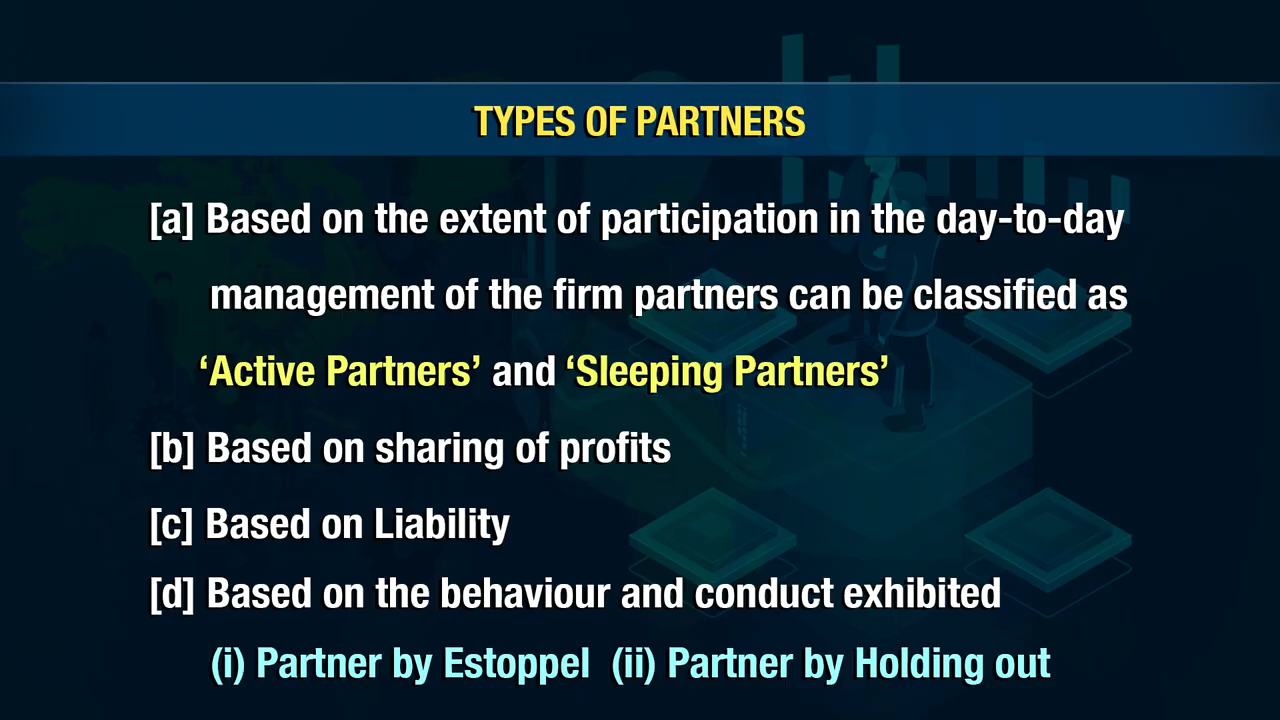 TYPES OF PARTNERS
[a] Based on the extent of participation in the day-to-day
management of the firm partners can be classified as
‘Active Partners’ and ‘Sleeping Partners’
[b] Based on sharing of profits
[c] Based on Liability
[d] Based on the behaviour and conduct exhibited
(i) Partner by Estoppel (ii) Partner by Holding out